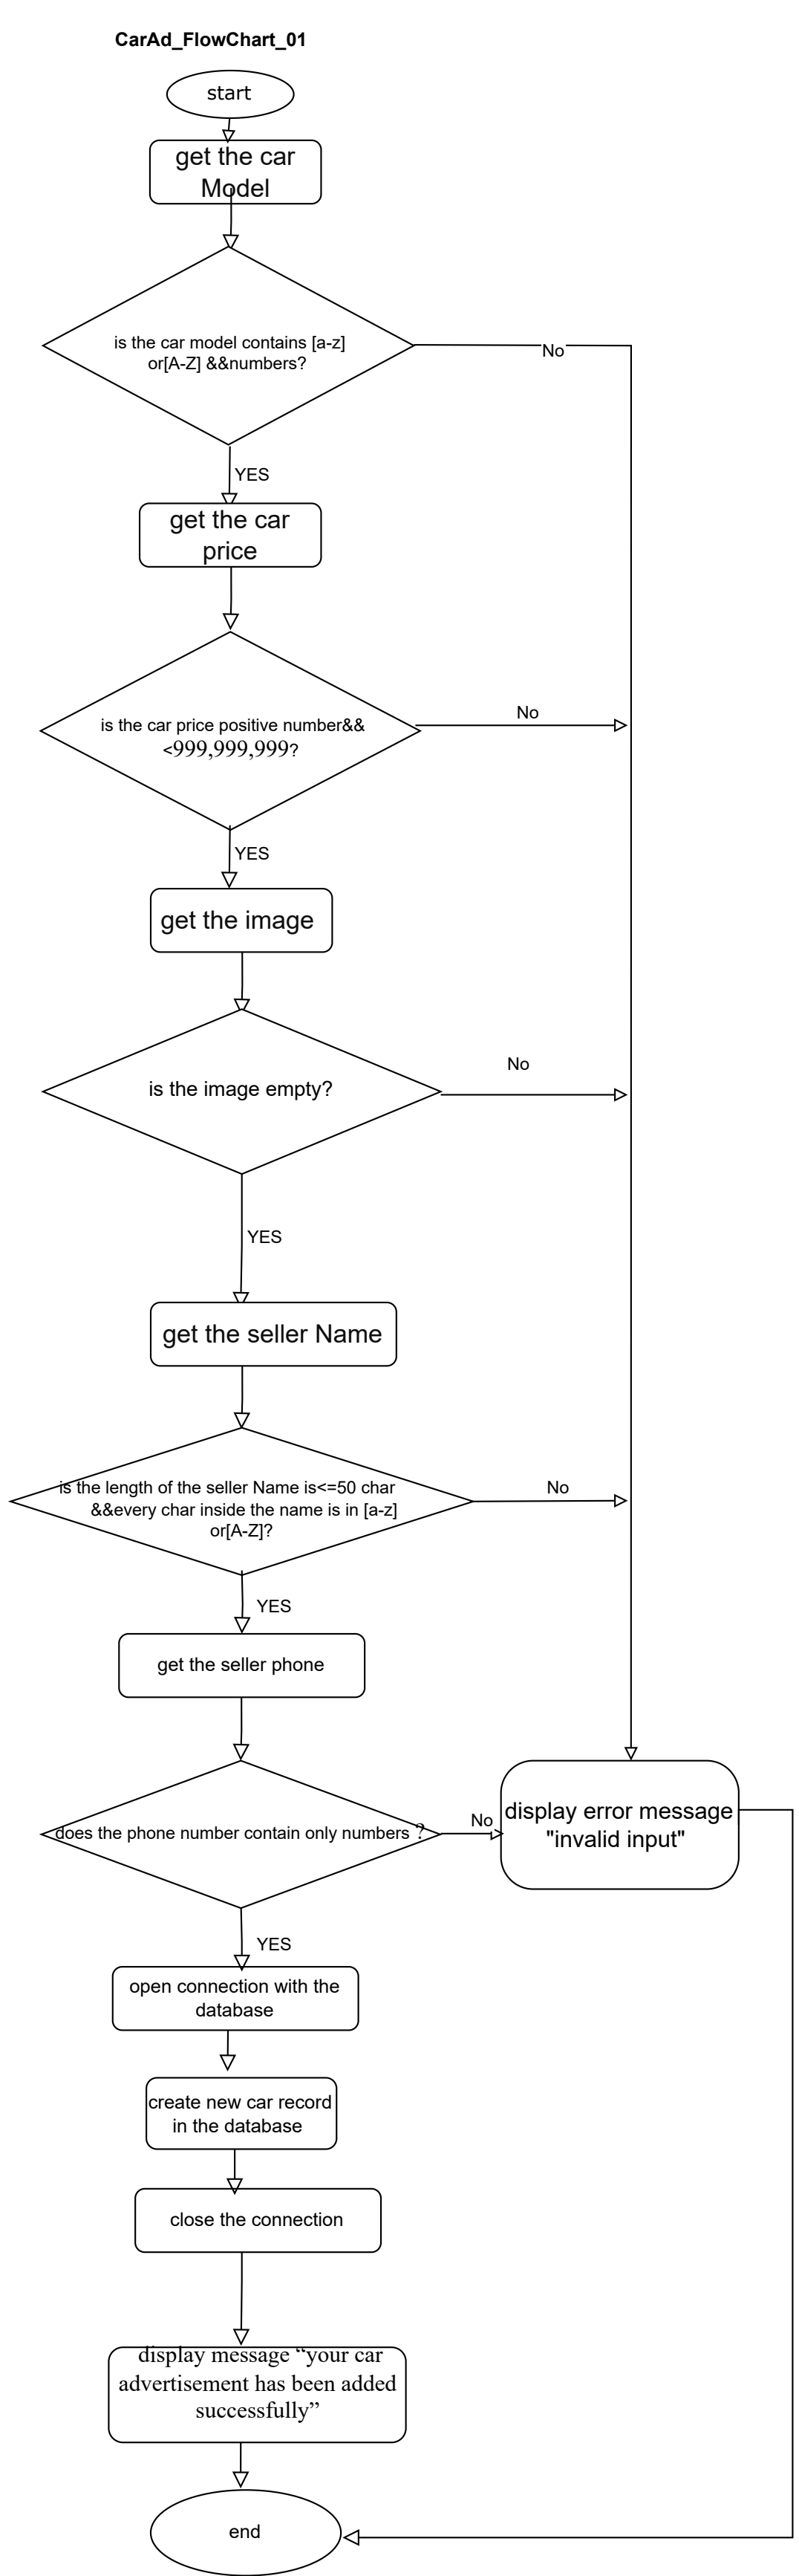 CarAd_FlowChart_01
start
get the car
Model
is the car model contains [a-z]
or[A-Z] &&numbers?
No
YES
get the car
price
is the car price positive number&&
<999,999,999?
No
YES
get the image
is the image empty?
No
YES
get the seller Name
is the length of the seller Name is<=50 char
&&every char inside the name is in [a-z]
or[A-Z]?
No
YES
get the seller phone
does the phone number contain only numbers ?
No
display error message
"invalid input"
YES
open connection with the
database
create new car record
in the database
close the connection
display message “your car
advertisement has been added
successfully”
end